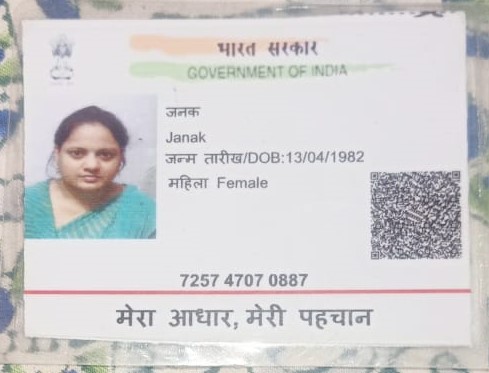 भारत सरकार
GOVERNMENT OF INDIA
जनक
Janak
जन्म तारीख/DOB:13/04/1982
महिला Female
7257 4707 0887
मेरा आधार, मेरी पहचान